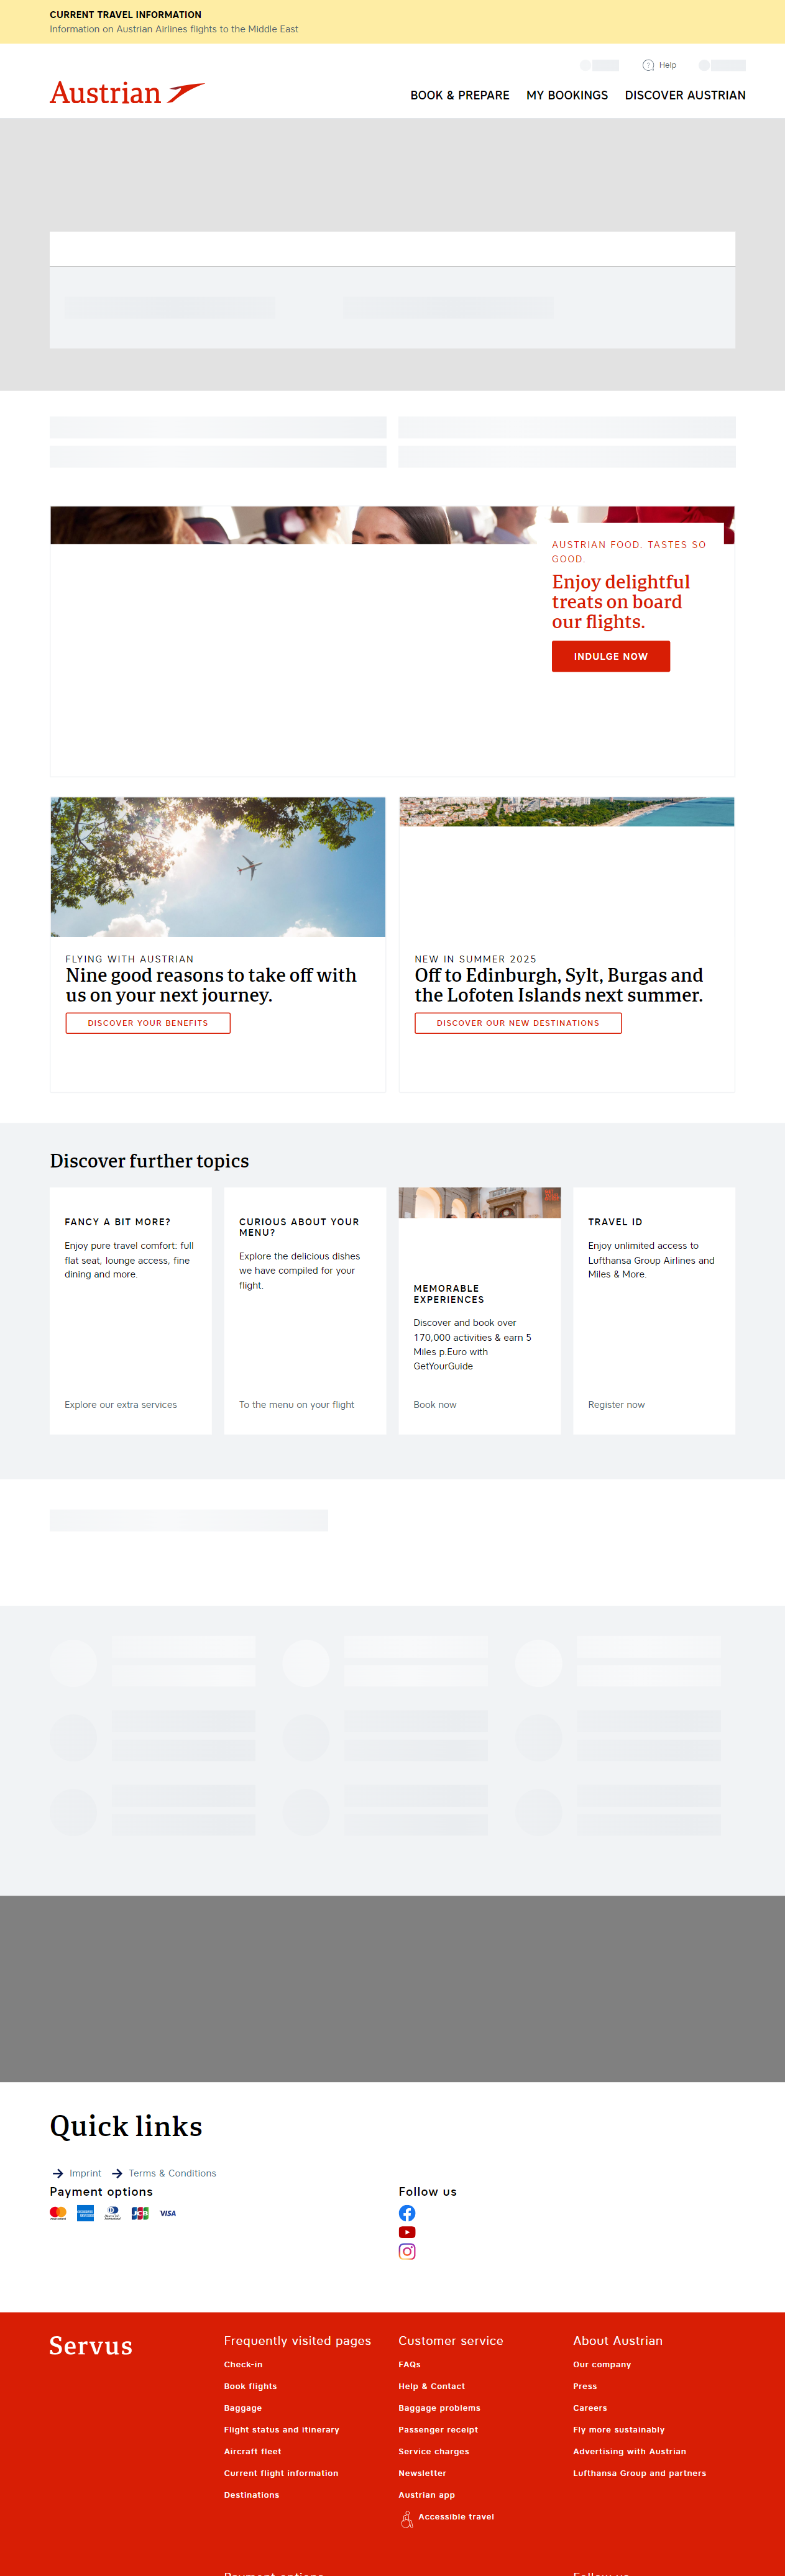 CURRENT TRAVEL INFORMATION
Information on Austrian Airlines flights to the Middle East
Help
Austrian
BOOK & PREPARE
MY BOOKINGS
DISCOVER AUSTRIAN
AUSTRIAN FOOD. TASTES SO
GOOD.
Enjoy delightful
treats on board
our flights.
INDULGE NOW
FLYING WITH AUSTRIAN
Nine good reasons to take off with
us on your next journey.
DISCOVER YOUR BENEFITS
NEW IN SUMMER 2025
Off to Edinburgh, Sylt, Burgas and
the Lofoten Islands next summer.
DISCOVER OUR NEW DESTINATIONS
Discover further topics
FANCY A BIT MORE?
Enjoy pure travel comfort: full
flat seat, lounge access, fine
dining and more.
Explore our extra services
CURIOUS ABOUT YOUR
MENU?
Explore the delicious dishes
we have compiled for your
flight.
To the menu on your flight
MEMORABLE
EXPERIENCES
Discover and book over
170,000 activities & earn 5
Miles p.Euro with
GetYourGuide
Book now
TRAVEL ID
Enjoy unlimited access to
Lufthansa Group Airlines and
Miles & More.
Register now
Quick links
Imprint
Terms & Conditions
Payment options
JCB
VISA
Follow us
Servus
Frequently visited pages
Check-in
Book flights
Baggage
Flight status and itinerary
Aircraft fleet
Current flight information
Destinations
Customer service
FAQs
Help & Contact
Baggage problems
Passenger receipt
Service charges
Newsletter
Austrian app
Accessible travel
About Austrian
Our company
Press
Careers
Fly more sustainably
Advertising with Austrian
Lufthansa Group and partners